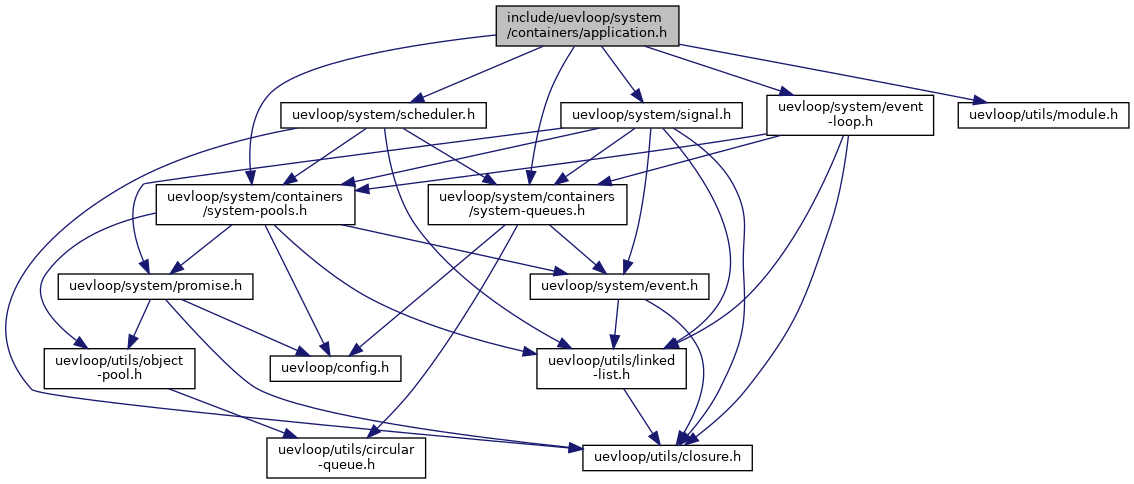 include/uevloop/system
/containers/application.h
uevloop/system/scheduler.h
uevloop/system/signal.h
uevloop/system/event
-loop.h
uevloop/utils/module.h
uevloop/system/containers
/system-pools.h
uevloop/system/containers
/system-queues.h
uevloop/system/promise.h
uevloop/system/event.h
uevloop/utils/object
-pool.h
uevloop/config.h
uevloop/utils/linked
-list.h
uevloop/utils/circular
-queue.h
uevloop/utils/closure.h